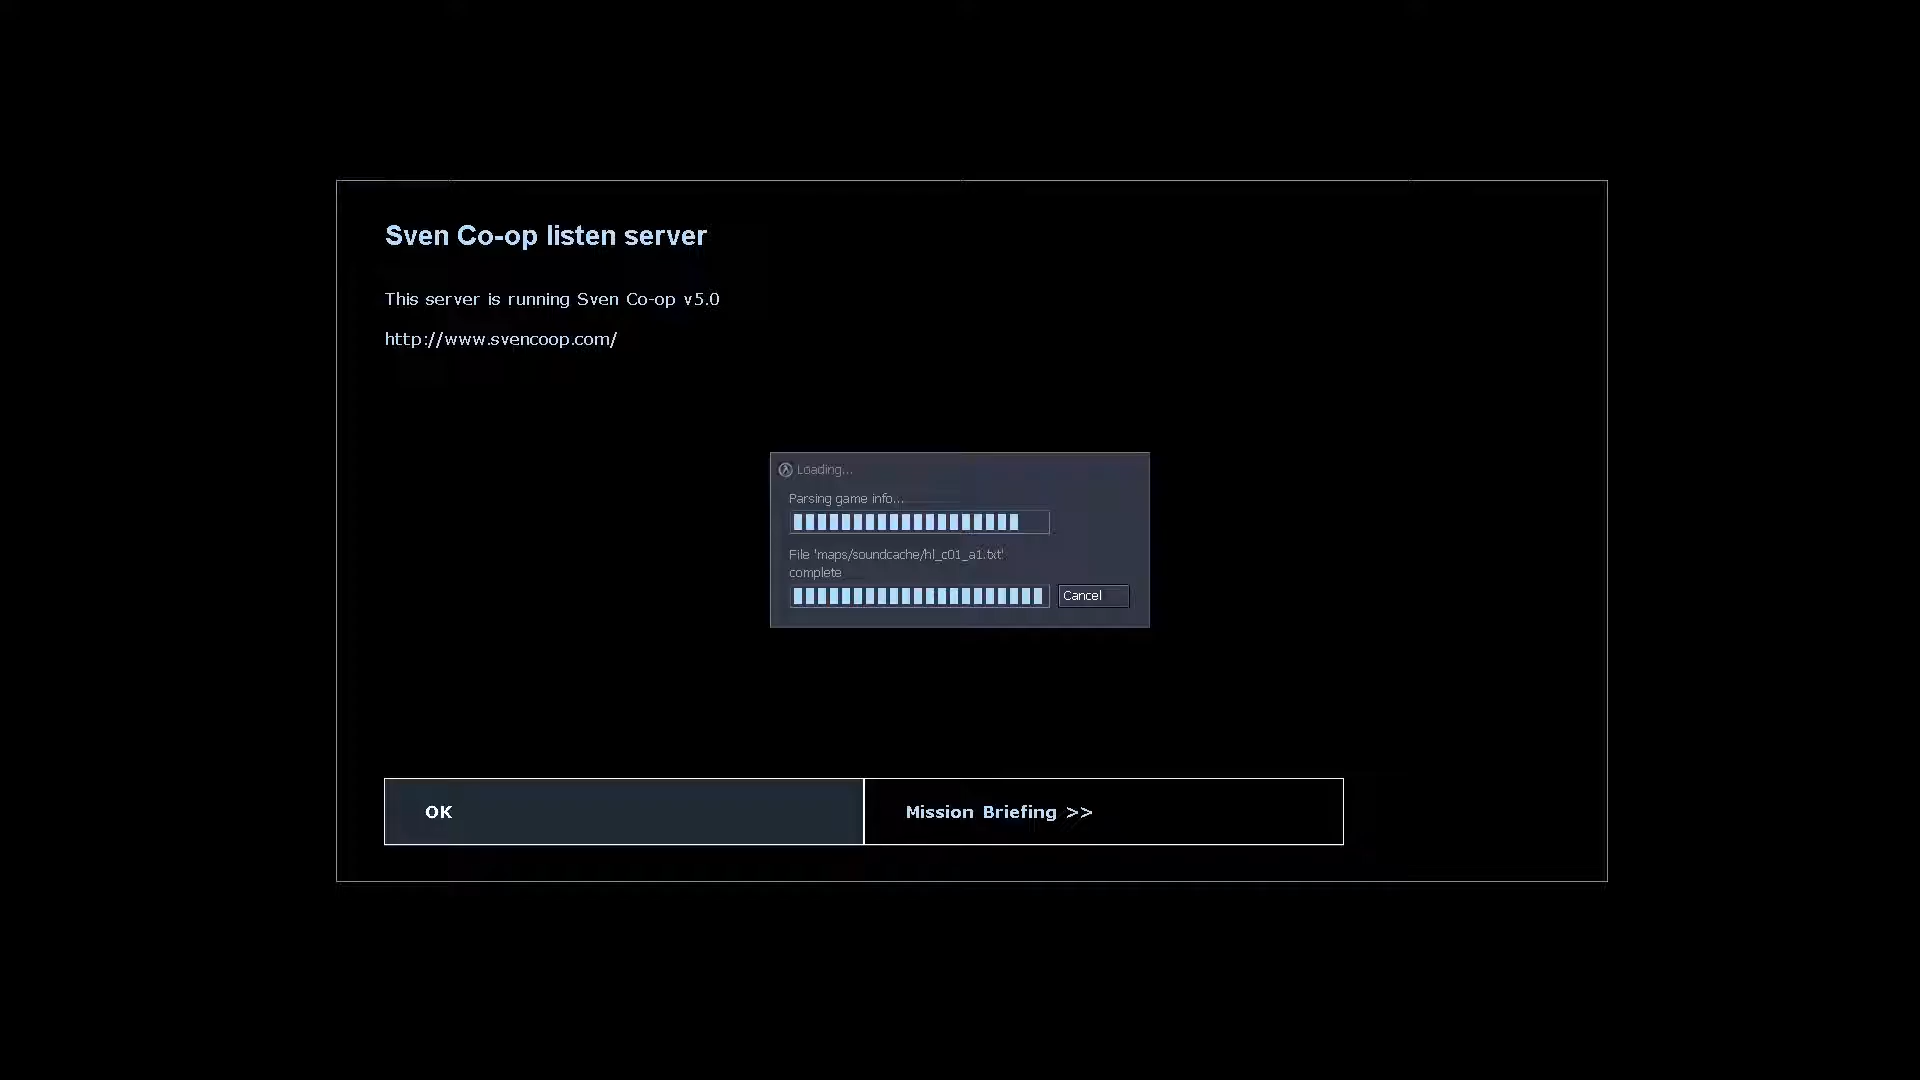 Sven Co-op listen server
This server is running Sven Co-op v5.0
http://www.svencoop.com/
Loading...
Parsing game info...
File 'maps/soundcache/hl_c01_a1.txt'
complete
Cancel
OK
Mission Briefing >>